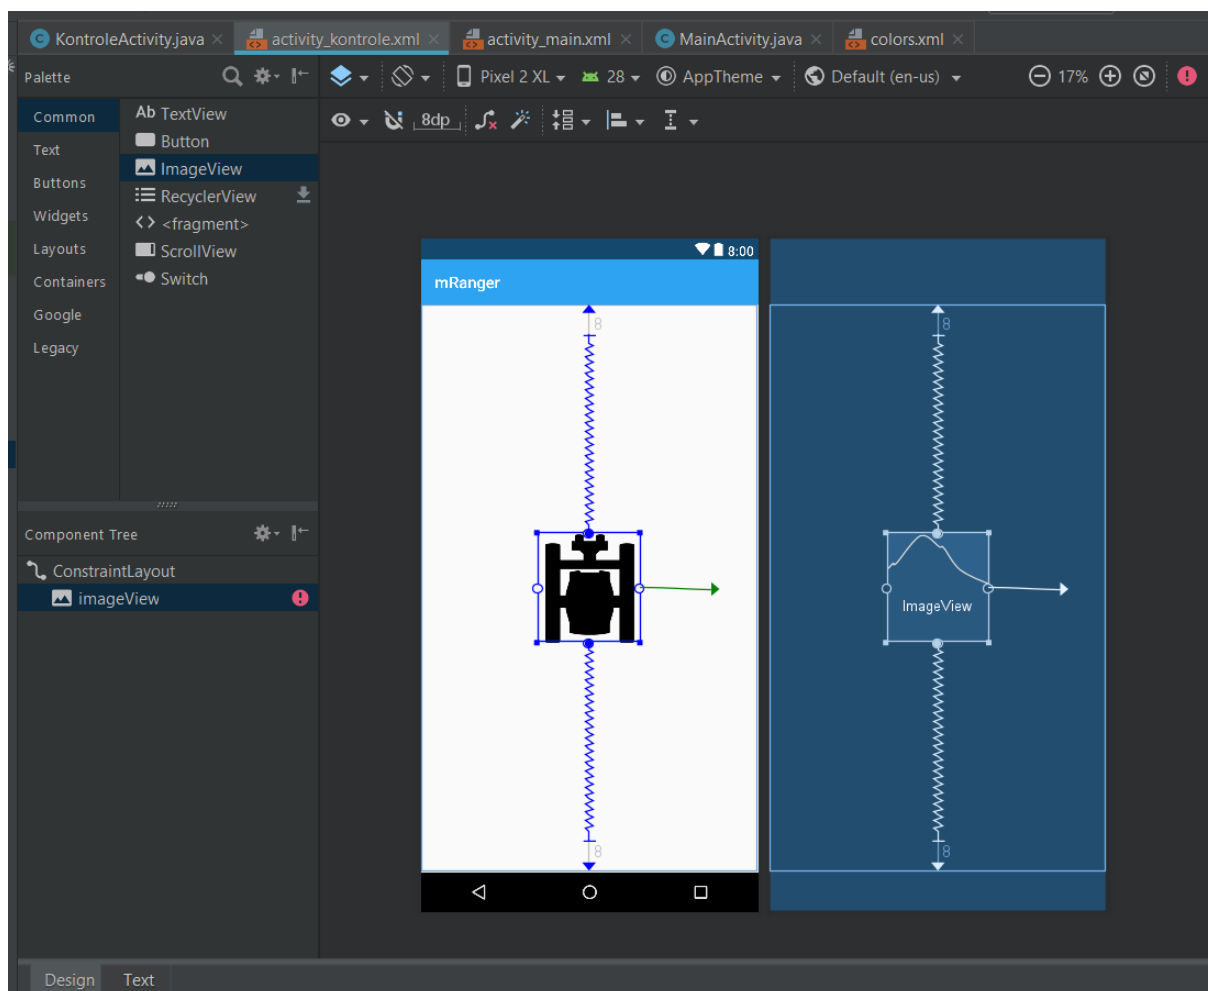 KontroleActivity.java activity_kontrole.xml activity_main.xml MainActivity.java colors.xml
Palette
Pixel 2 XL 28 AppTheme Default (en-us) 17%
8dp
Common
Text
Buttons
Widgets
Layouts
Containers
Google
Legacy
Ab TextView
Button
ImageView
RecyclerView
<fragment>
ScrollView
Switch
Component Tree
ConstraintLayout
imageView
8:00
mRanger
8
8
8
ImageView
8
Design Text